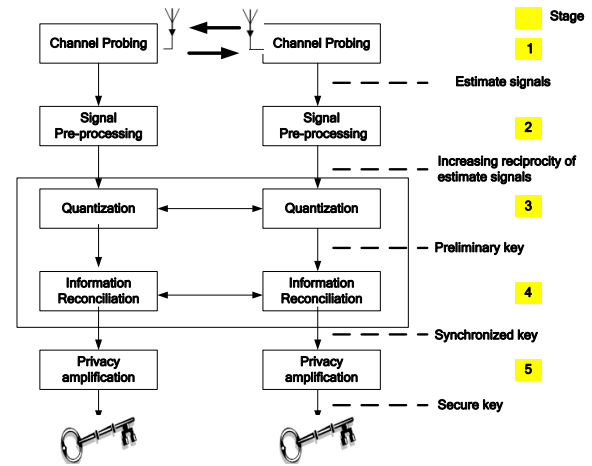 Stage
Channel Probing
Channel Probing
1
Estimate signals
Signal
Pre-processing
Signal
Pre-processing
2
Increasing reciprocity of
estimate signals
Quantization
Quantization
3
Preliminary key
Information
Reconciliation
Information
Reconciliation
4
Synchronized key
Privacy
amplification
Privacy
amplification
5
Secure key